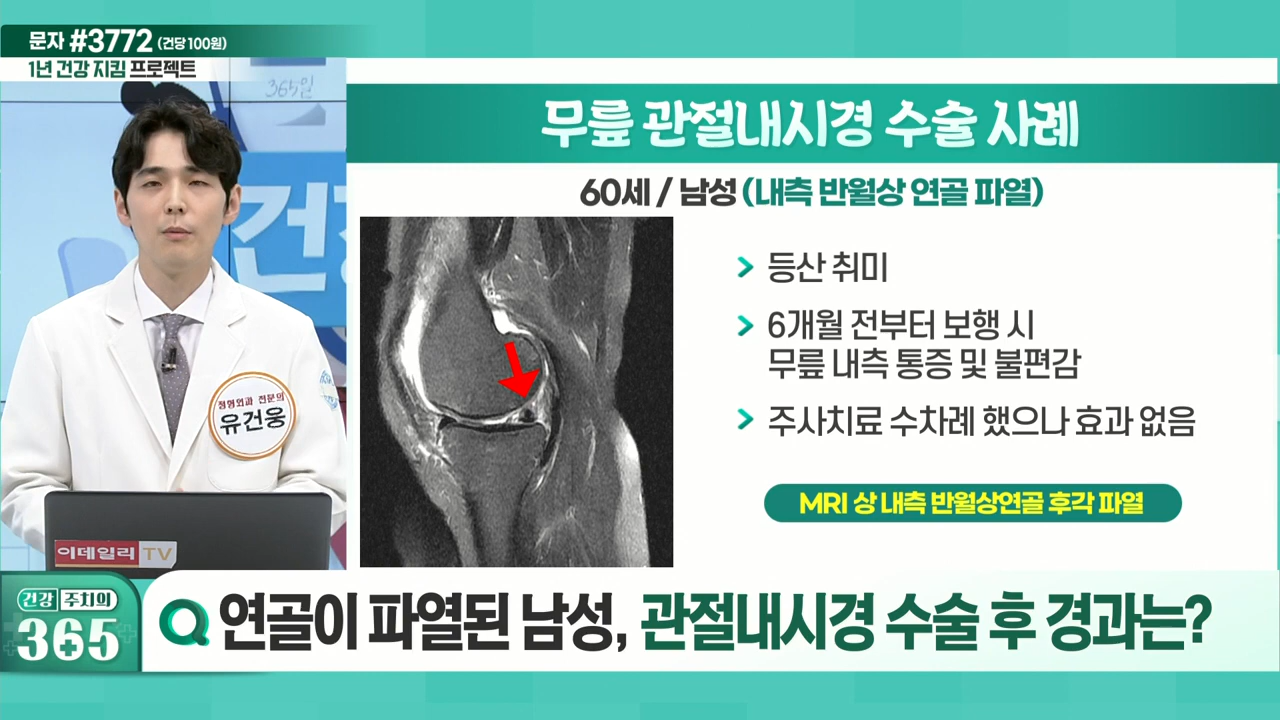 문자 #3772 (건당 100원)
1년 건강 지킴 프로젝트
365일
건강
무릎 관절내시경 수술 사례
60세 / 남성 (내측 반월상 연골 파열)
등산 취미
6개월 전부터 보행 시
무릎 내측 통증 및 불편감
주사치료 수차례 했으나 효과 없음
MRI 상 내측 반월상연골 후각 파열
정형외과 전문의
유건웅
이데일리 TV
건강 주치의
365
Q 연골이 파열된 남성, 관절내시경 수술 후 경과는?